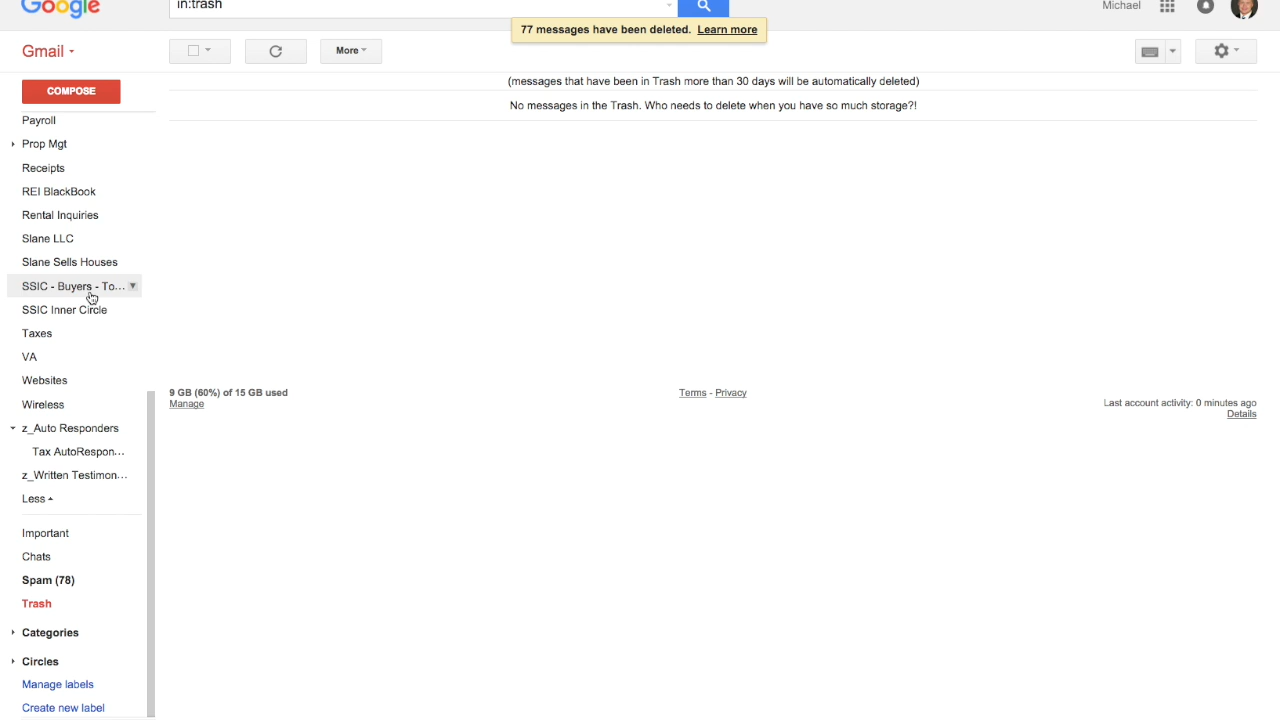 Google
in:trash
Michael
77 messages have been deleted. Learn more
Gmail
More
(messages that have been in Trash more than 30 days will be automatically deleted)
No messages in the Trash. Who needs to delete when you have so much storage?!
COMPOSE
Payroll
Prop Mgt
Receipts
REI BlackBook
Rental Inquiries
Slane LLC
Slane Sells Houses
SSIC - Buyers - To...
SSIC Inner Circle
Taxes
VA
Websites
Wireless
z_Auto Responders
Tax AutoRespon...
z_Written Testimon...
Less
Important
Chats
Spam (78)
Trash
Categories
Circles
Manage labels
Create new label
9 GB (60%) of 15 GB used
Manage
Terms - Privacy
Last account activity: 0 minutes ago
Details